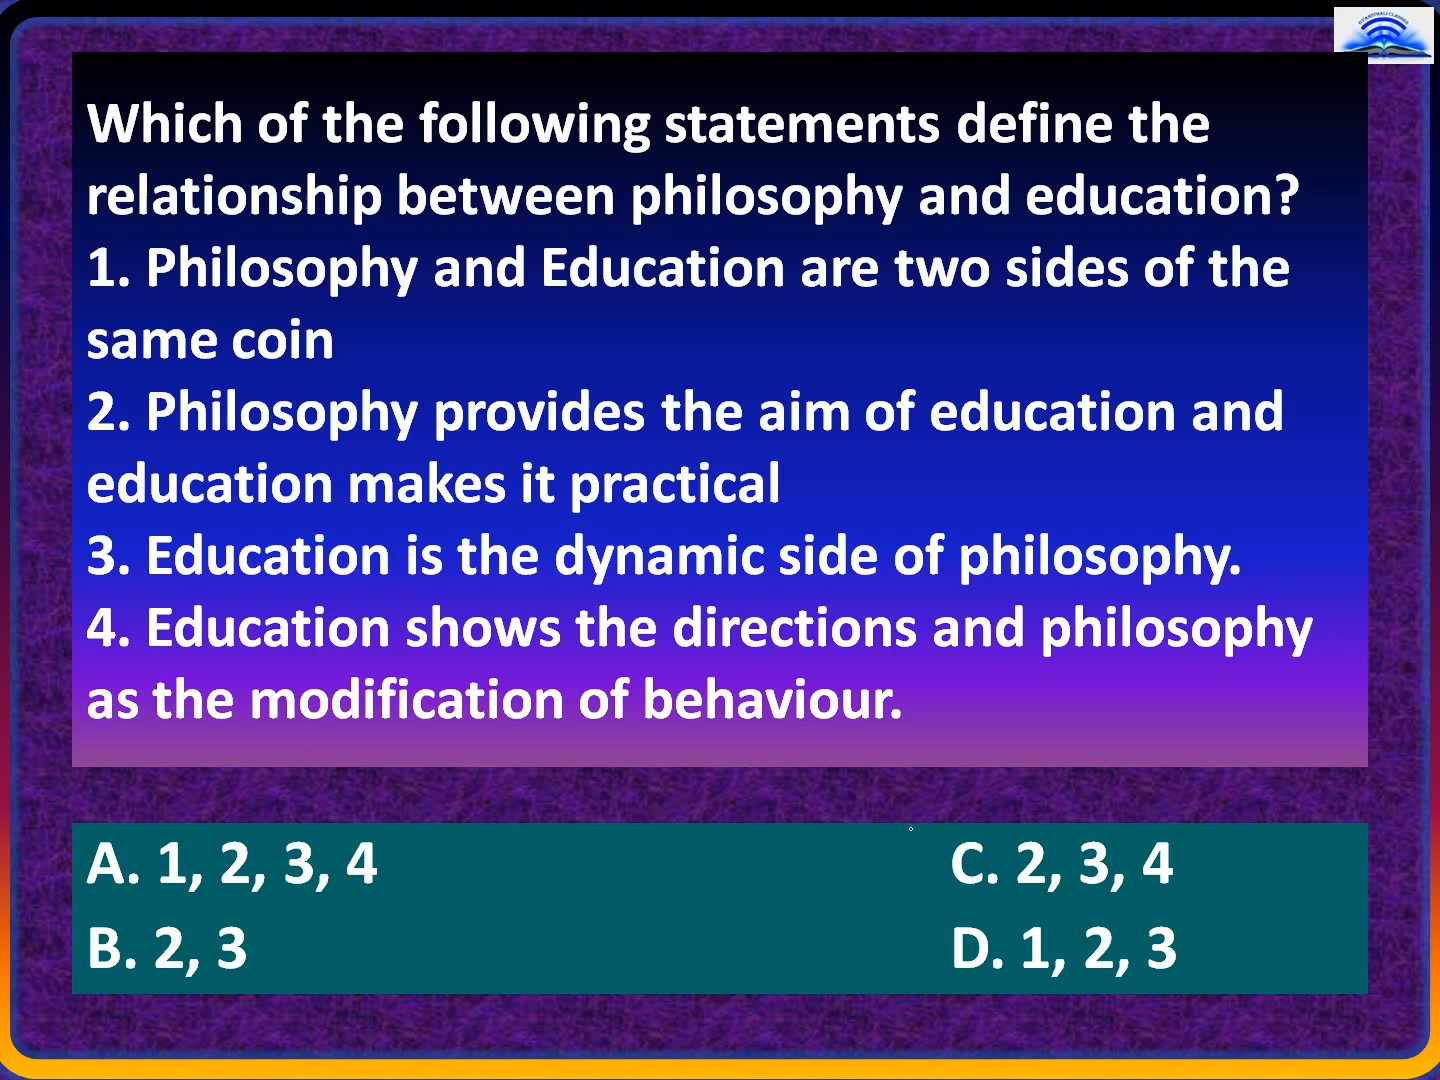 Which of the following statements define the
relationship between philosophy and education?
1. Philosophy and Education are two sides of the
same coin
2. Philosophy provides the aim of education and
education makes it practical
3. Education is the dynamic side of philosophy.
4. Education shows the directions and philosophy
as the modification of behaviour.
A. 1, 2, 3, 4
B. 2, 3
C. 2, 3, 4
D. 1, 2, 3